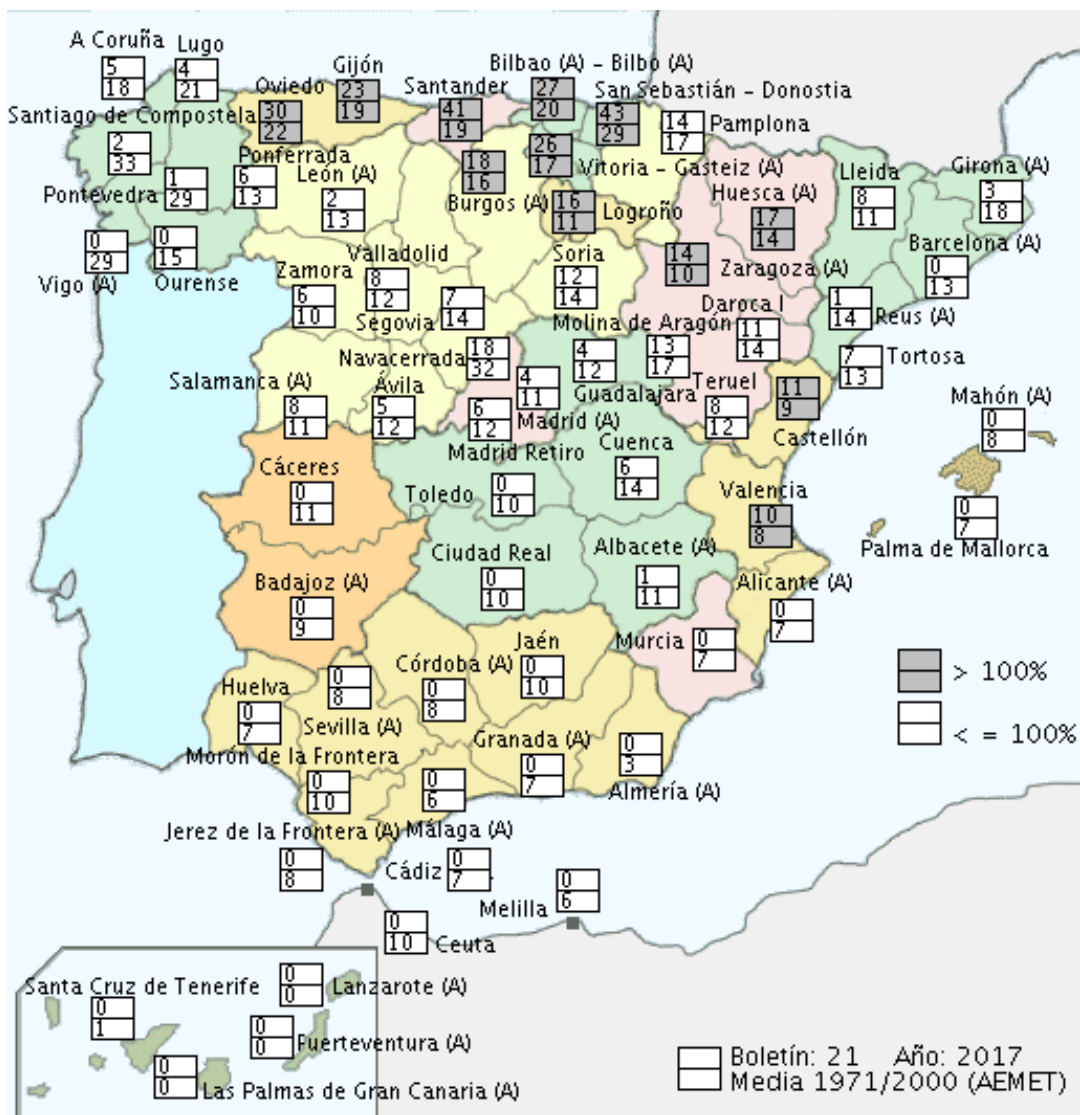 A Coruña
5
18
Lugo
4
21
Oviedo
30
22
Gijón
23
19
Santander
41
19
Bilbao (A) - Bilbo (A)
27
20
San Sebastián - Donostia
43
29
14
17
Pamplona
Santiago de Compostela
2
33
Pontevedra
1
29
Ponferrada
6
13
León (A)
2
13
18
16
Burgos (A)
26
17
Vitoria - Gasteiz (A)
16
11
Logroño
Huesca (A)
17
14
Lleida
8
11
Girona (A)
3
18
0
29
Vigo (A)
0
15
Ourense
Zamora
6
10
Valladolid
8
12
Segovia
7
14
Soria
12
14
14
10
Zaragoza (A)
Barcelona (A)
0
13
Daroca I
11
14
1
14
Reus (A)
Molina de Aragón
13
17
Navacerrada
18
32
4
12
Guadalajara
7
13
Tortosa
Salamanca (A)
8
11
Ávila
5
12
4
11
Madrid (A)
6
12
Madrid Retiro
Teruel
8
12
11
9
Castellón
Mahón (A)
0
8
Cáceres
0
11
Toledo
0
10
Cuenca
6
14
Valencia
10
8
0
7
Palma de Mallorca
Badajoz (A)
0
9
Ciudad Real
0
10
Albacete (A)
1
11
Alicante (A)
0
7
Murcia
0
7
Huelva
0
7
0
8
Sevilla (A)
Córdoba (A)
0
8
Jaén
0
10
> 100%
< = 100%
Morón de la Frontera
0
10
0
6
Málaga (A)
Granada (A)
0
7
0
3
Almería (A)
Jerez de la Frontera (A)
0
8
Cádiz
0
7
Melilla
0
6
0
10
Ceuta
Santa Cruz de Tenerife
0
1
0
0
Lanzarote (A)
0
0
Fuerteventura (A)
0
0
Las Palmas de Gran Canaria (A)
Boletín: 21 Año: 2017
Media 1971/2000 (AEMET)